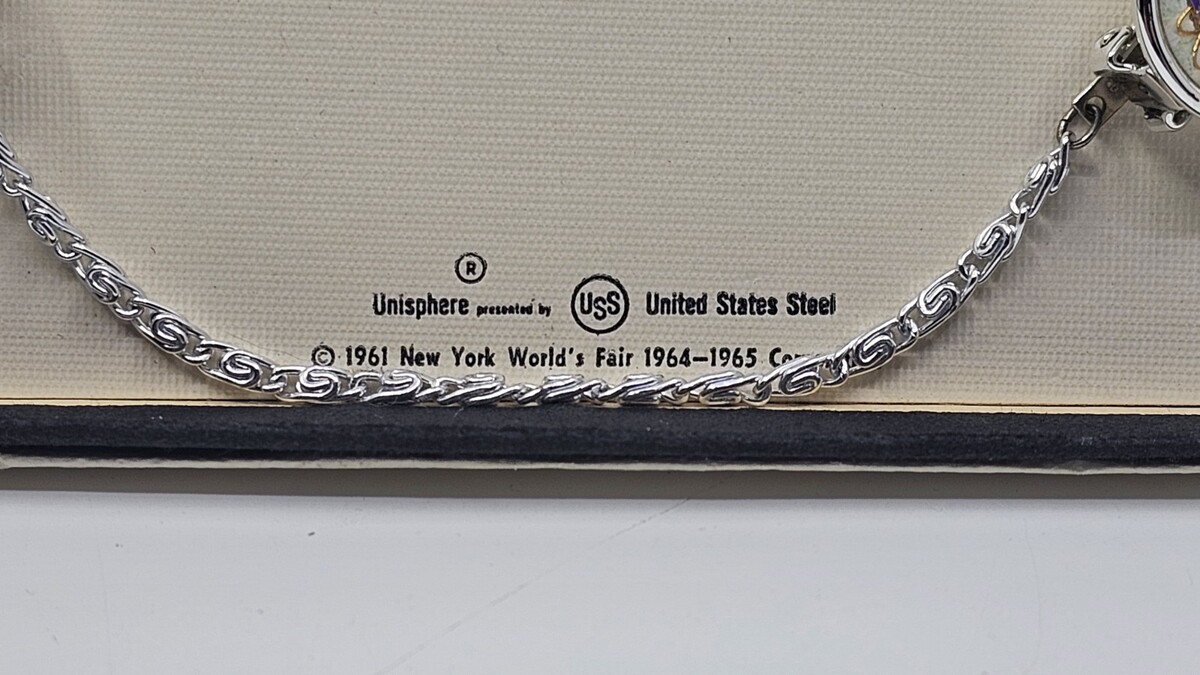 ®
Unisphere presented by USS United States Steel
© 1961 New York World's Fair 1964–1965